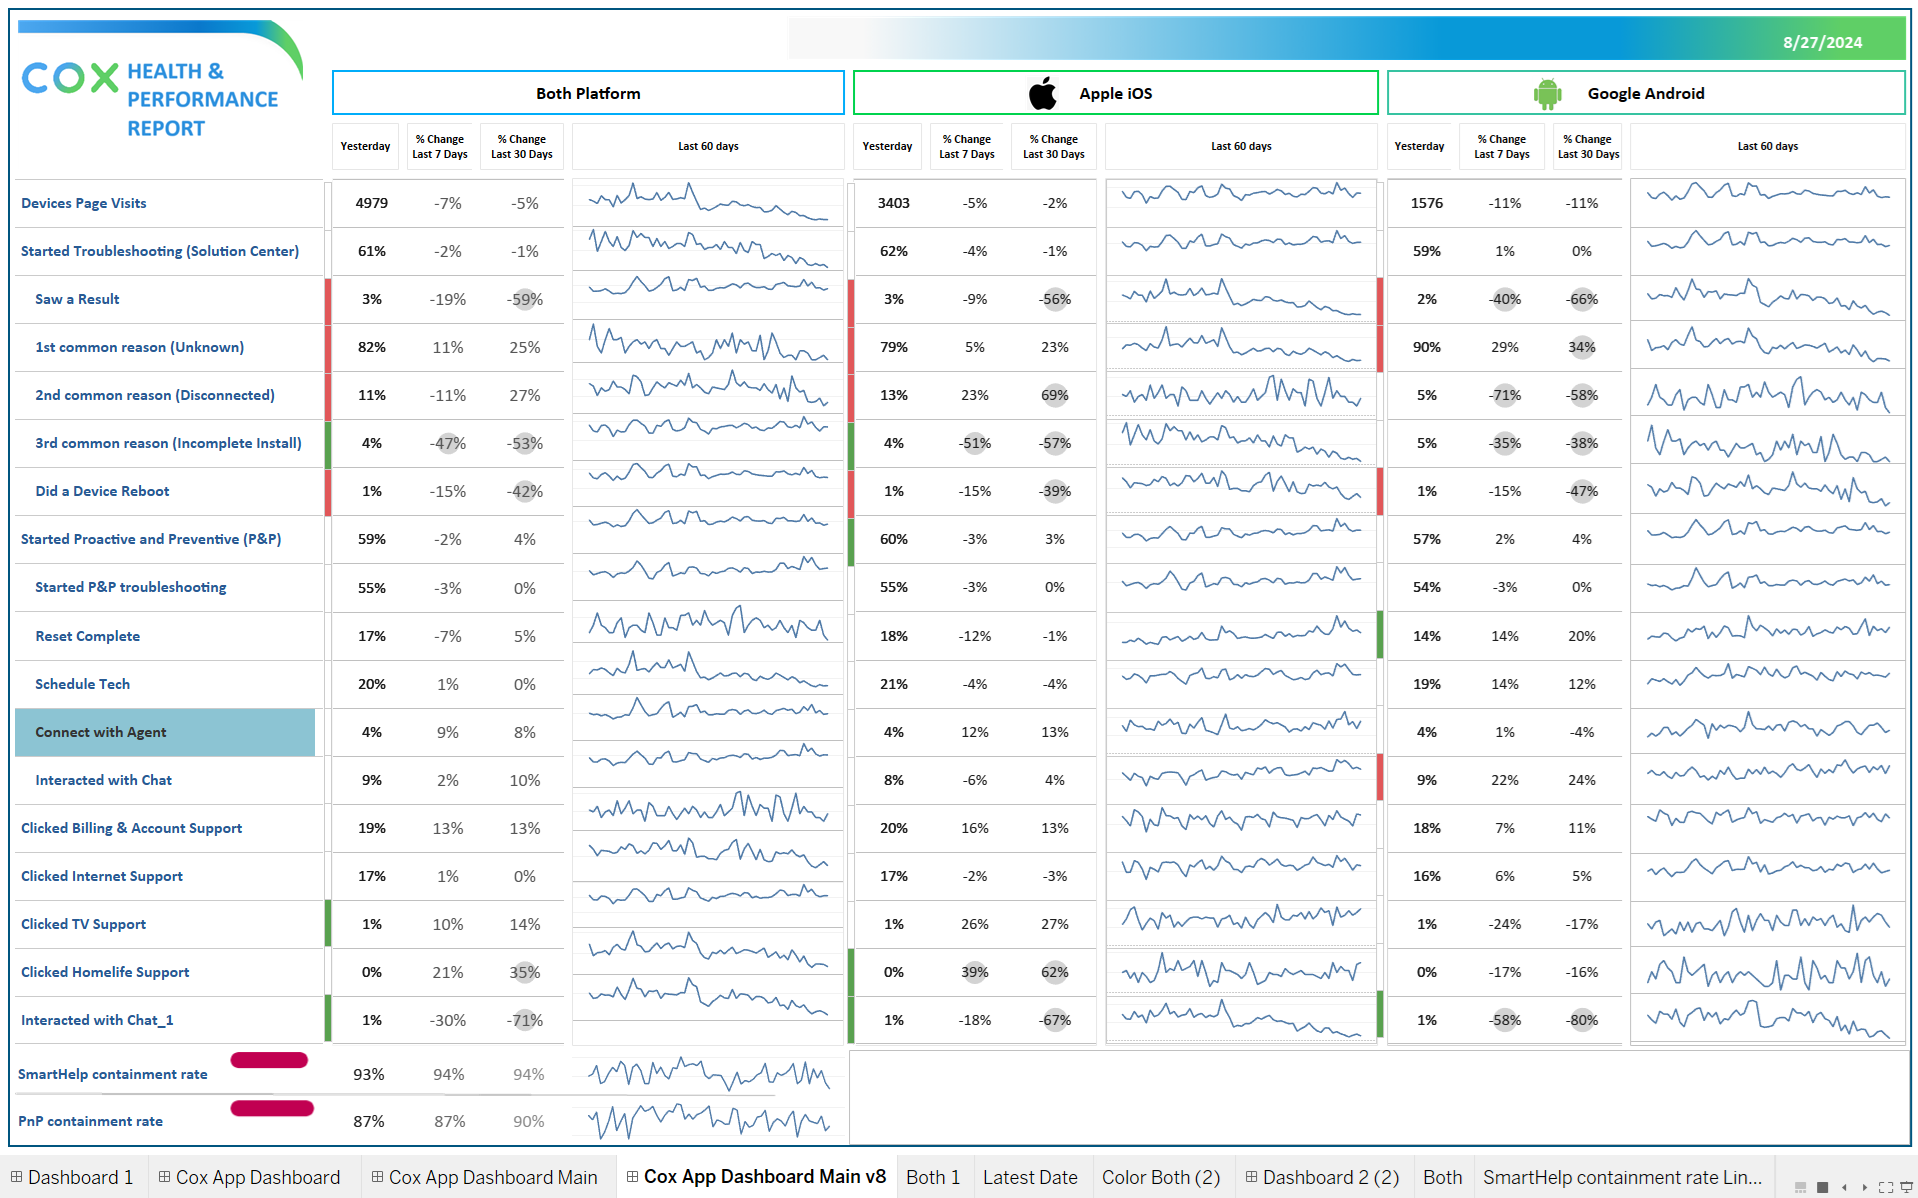 8/27/2024
COX HEALTH &
PERFORMANCE
REPORT
Both Platform
Apple iOS
Google Android
Yesterday % Change Last 7 Days % Change Last 30 Days Last 60 days Yesterday % Change Last 7 Days % Change Last 30 Days Last 60 days Yesterday % Change Last 7 Days % Change Last 30 Days Last 60 days
Devices Page Visits 4979 -7% -5% 3403 -5% -2% 1576 -11% -11%
Started Troubleshooting (Solution Center) 61% -2% -1% 62% -4% -1% 59% 1% 0%
Saw a Result 3% -19% -59% 3% -9% -56% 2% -40% -66%
1st common reason (Unknown) 82% 11% 25% 79% 5% 23% 90% 29% 34%
2nd common reason (Disconnected) 11% -11% 27% 13% 23% 69% 5% -71% -58%
3rd common reason (Incomplete Install) 4% -47% -53% 4% -51% -57% 5% -35% -38%
Did a Device Reboot 1% -15% -42% 1% -15% -39% 1% -15% -47%
Started Proactive and Preventive (P&P) 59% -2% 4% 60% -3% 3% 57% 2% 4%
Started P&P troubleshooting 55% -3% 0% 55% -3% 0% 54% -3% 0%
Reset Complete 17% -7% 5% 18% -12% -1% 14% 14% 20%
Schedule Tech 20% 1% 0% 21% -4% -4% 19% 14% 12%
Connect with Agent 4% 9% 8% 4% 12% 13% 4% 1% -4%
Interacted with Chat 9% 2% 10% 8% -6% 4% 9% 22% 24%
Clicked Billing & Account Support 19% 13% 13% 20% 16% 13% 18% 7% 11%
Clicked Internet Support 17% 1% 0% 17% -2% -3% 16% 6% 5%
Clicked TV Support 1% 10% 14% 1% 26% 27% 1% -24% -17%
Clicked Homelife Support 0% 21% 35% 0% 39% 62% 0% -17% -16%
Interacted with Chat_1 1% -30% -71% 1% -18% -67% 1% -58% -80%
SmartHelp containment rate 93% 94% 94%
PnP containment rate 87% 87% 90%
Dashboard 1 Cox App Dashboard Cox App Dashboard Main Cox App Dashboard Main v8 Both 1 Latest Date Color Both (2) Dashboard 2 (2) Both SmartHelp containment rate Lin...